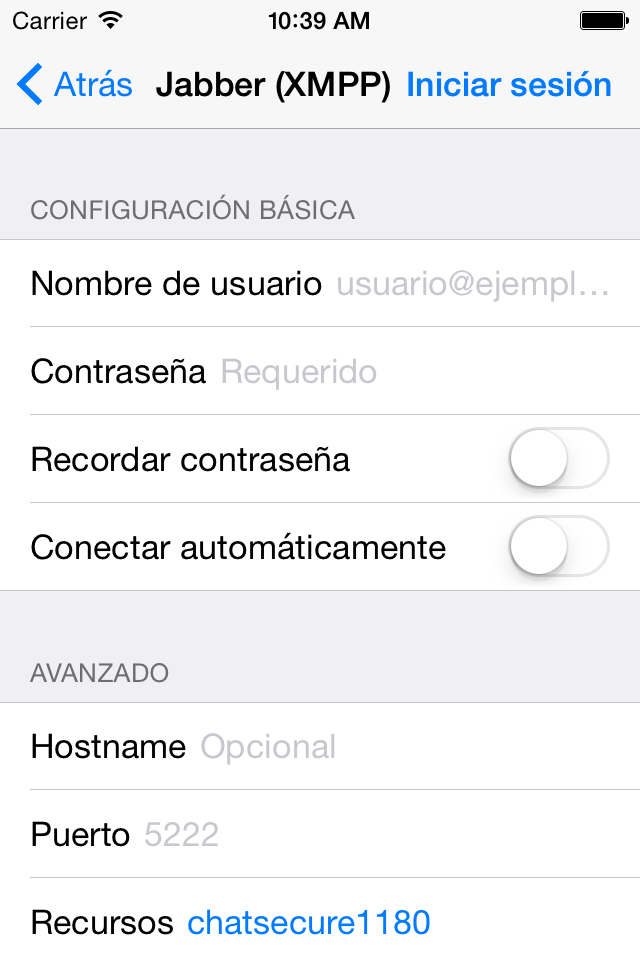 Carrier 10:39 AM
Atrás Jabber (XMPP) Iniciar sesión
CONFIGURACIÓN BÁSICA
Nombre de usuario usuario@ejempl...
Contraseña Requerido
Recordar contraseña
Conectar automáticamente
AVANZADO
Hostname Opcional
Puerto 5222
Recursos chatsecure1180